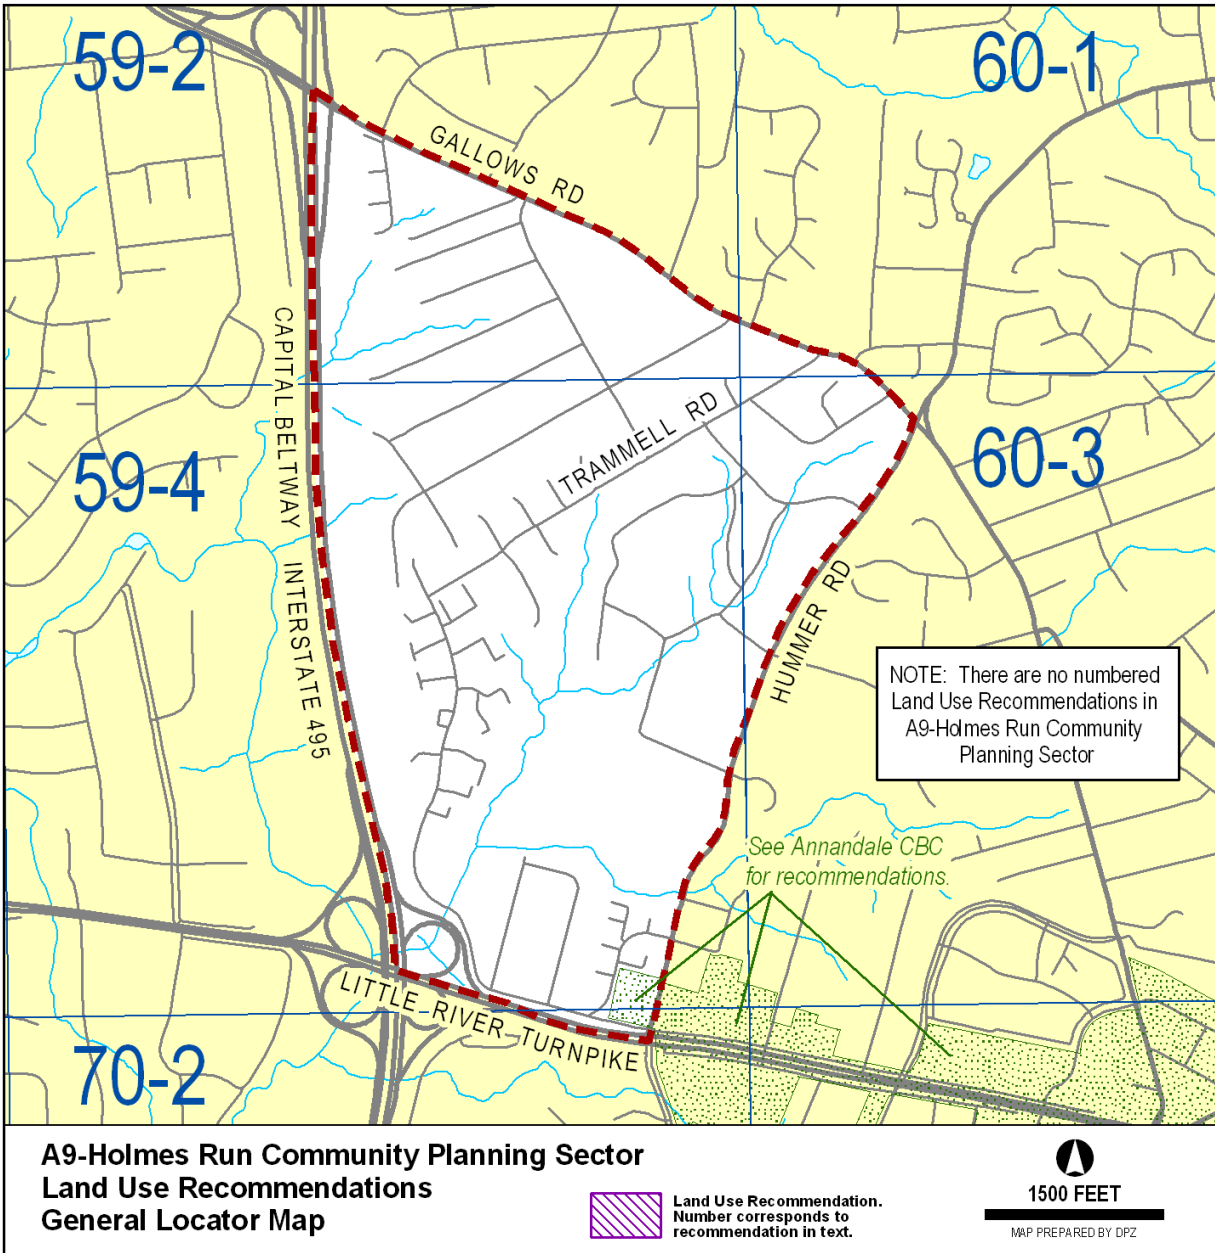 59-2
60-1
GALLOWS RD
CAPITAL BELTWAY INTERSTATE 495
TRAMMELL RD
59-4
60-3
HUMMER RD
NOTE: There are no numbered
Land Use Recommendations in
A9-Holmes Run Community
Planning Sector
See Annandale CBC
for recommendations.
LITTLE RIVER TURNPIKE
70-2
A9-Holmes Run Community Planning Sector
Land Use Recommendations
General Locator Map
Land Use Recommendation.
Number corresponds to
recommendation in text.
1500 FEET
MAP PREPARED BY DPZ